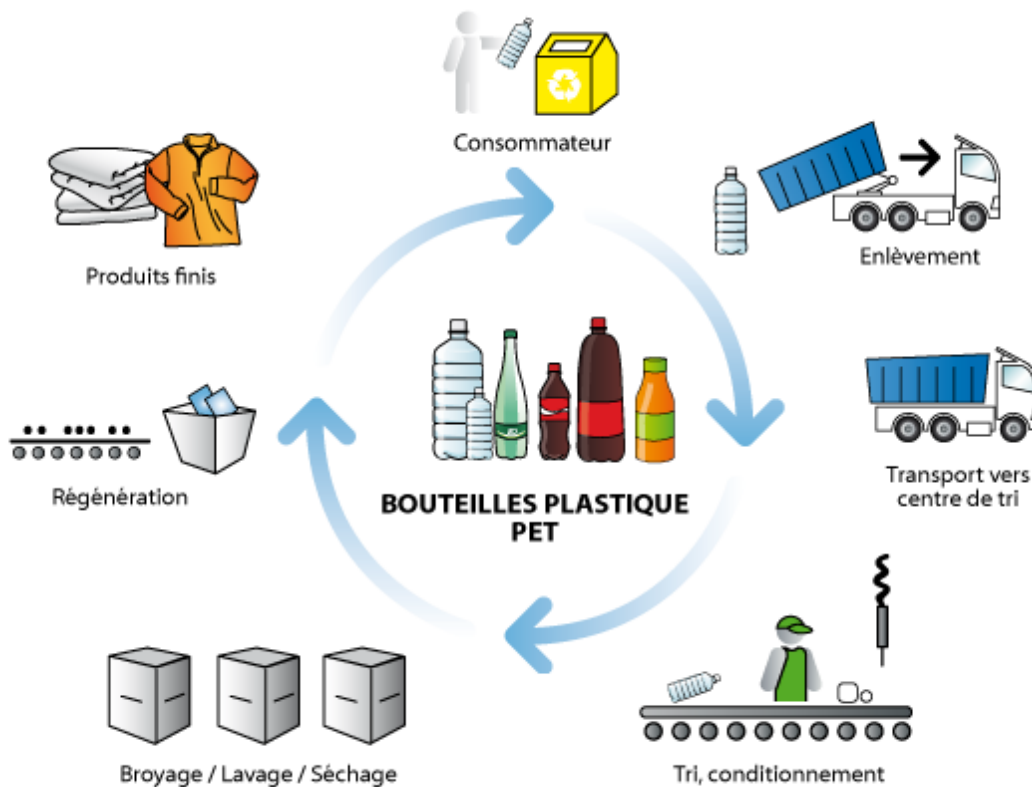 Consommateur
Enlèvement
Transport vers
centre de tri
Tri, conditionnement
Broyage / Lavage / Séchage
Régénération
Produits finis
BOUTEILLES PLASTIQUE
PET